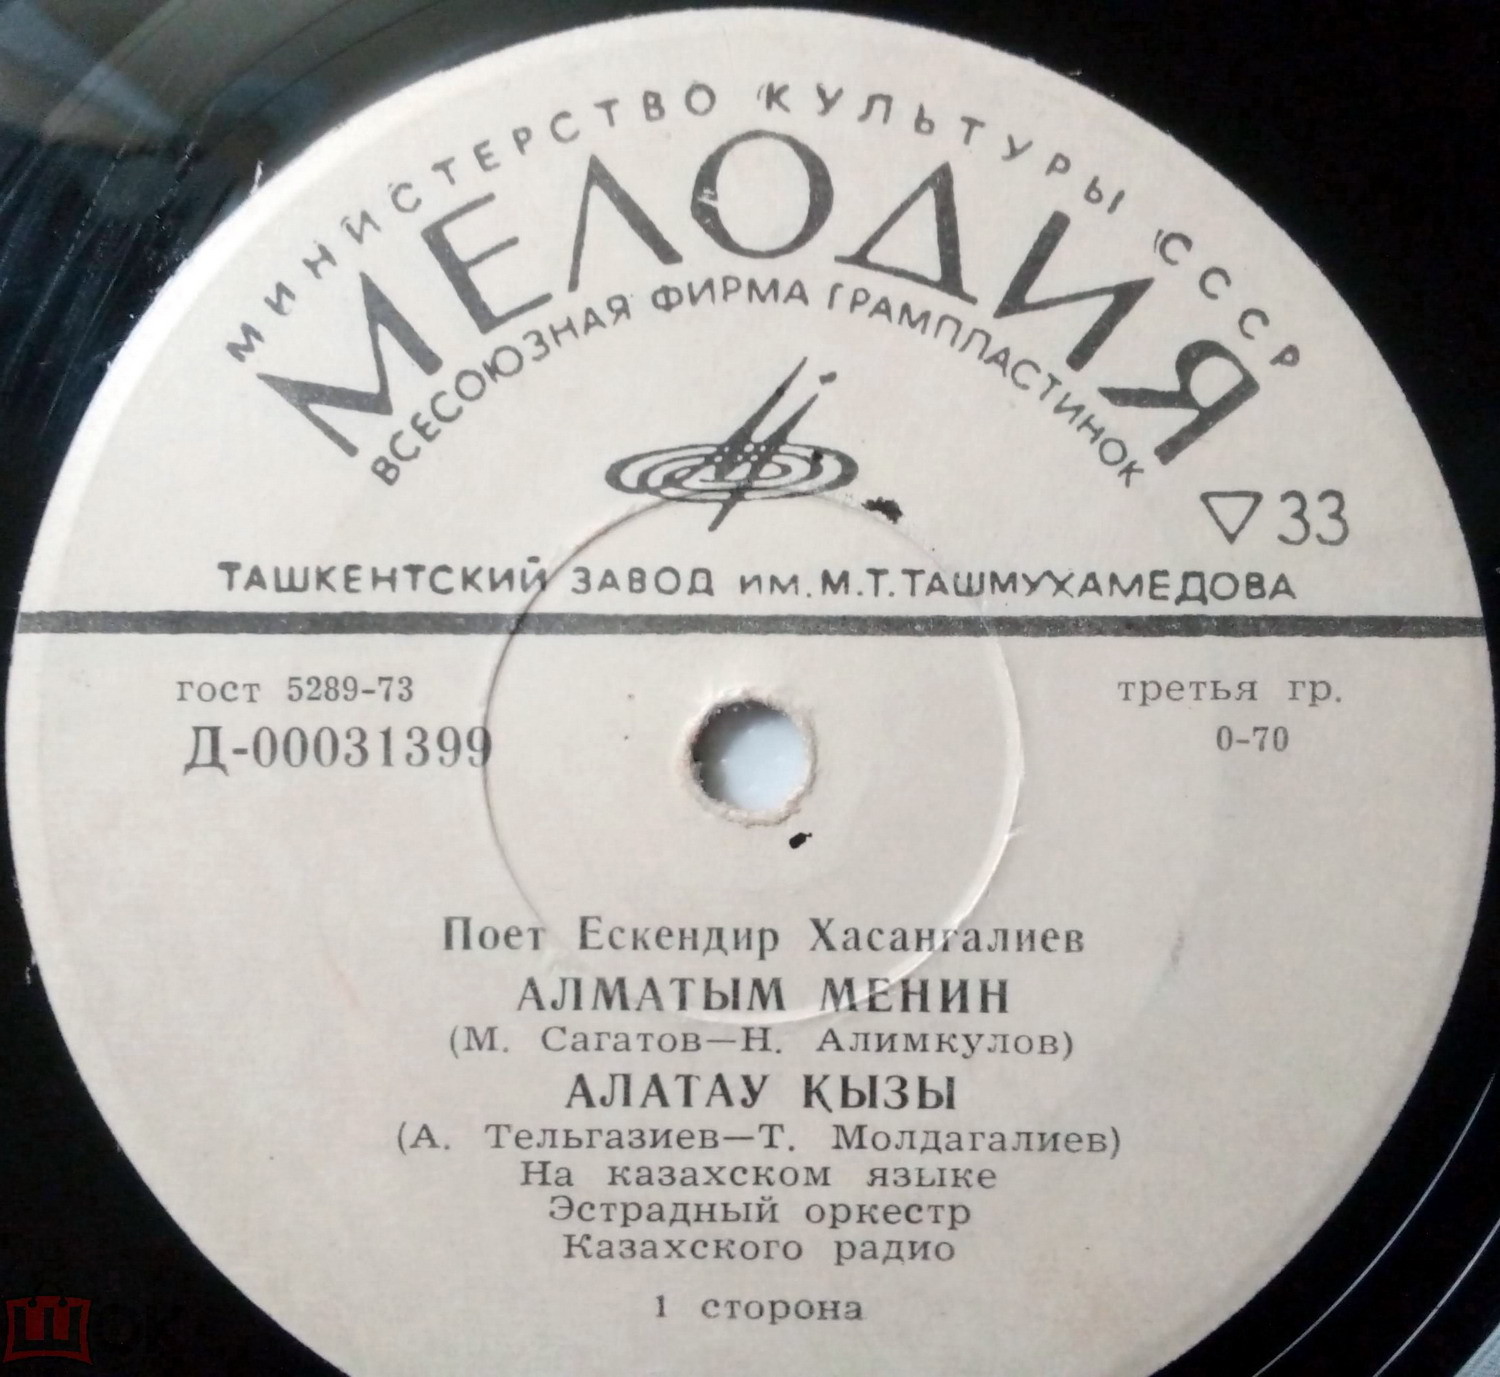 МИНИСТЕРСТВО КУЛЬТУРЫ СССР
МЕЛОДИЯ
ВСЕСОЮЗНАЯ ФИРМА ГРАМПЛАСТИНОК
▽ 33
ТАШКЕНТСКИЙ ЗАВОД ИМ. М.Т. ТАШМУХАМЕДОВА
гост 5289-73
третья гр.
Д-00031399
0-70
Поет Ескендир Хасангалиев
АЛМАТЫМ МЕНИН
(М. Сагатов—Н. Алимкулов)
АЛАТАУ ҚЫЗЫ
(А. Тельгазиев—Т. Молдагалиев)
На казахском языке
Эстрадный оркестр
Казахского радио
1 сторона
Шок